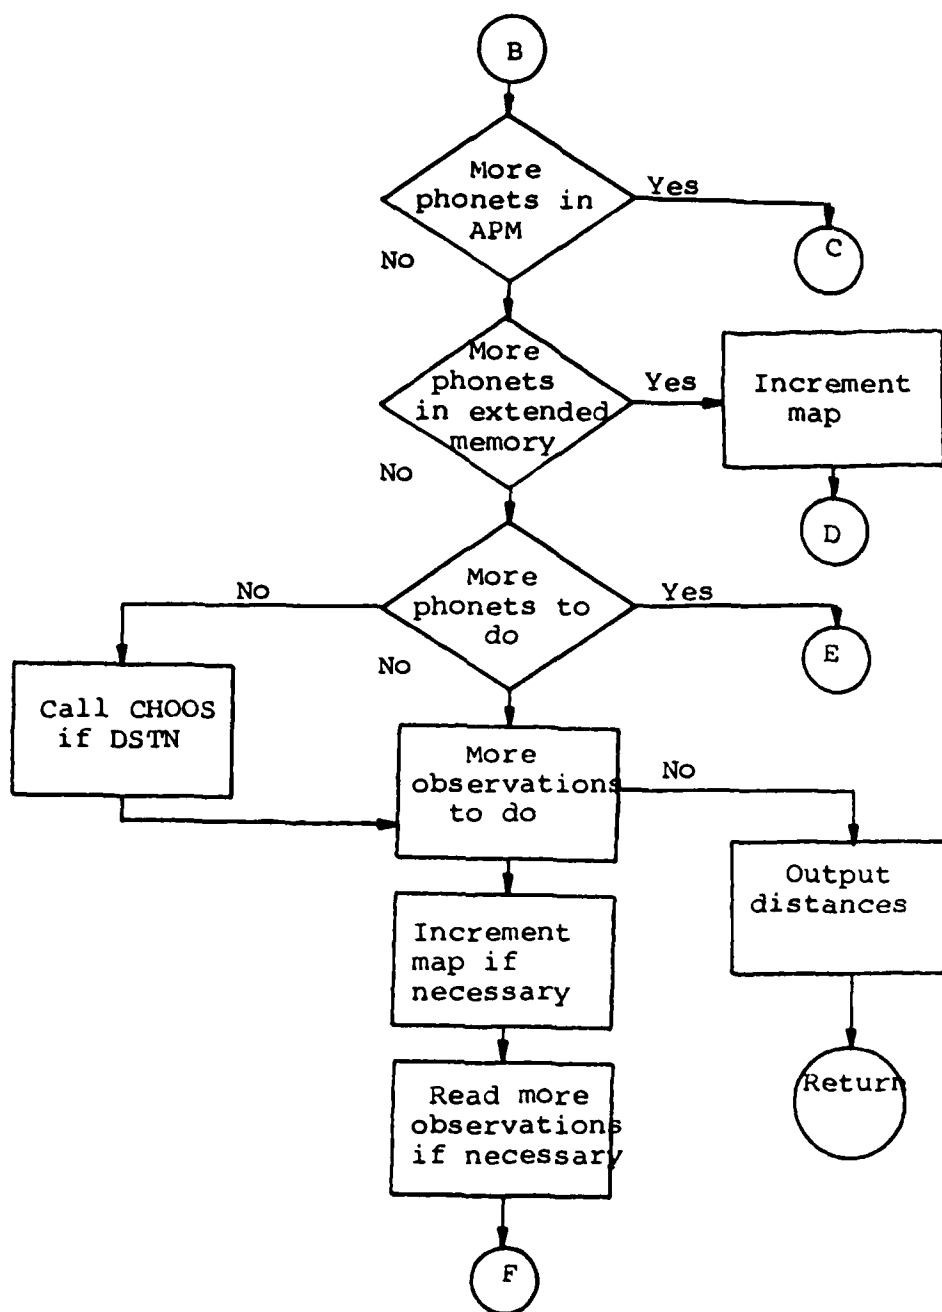 B
More
phonets in
APM
Yes
C
No
More
phonets
in extended
memory
Yes
Increment
map
No
D
More
phonets to
do
No
Yes
E
No
Call CHOOS
if DSTN
More
observations
to do
No
Output
distances
Increment
map if
necessary
Return
Read more
observations
if necessary
F